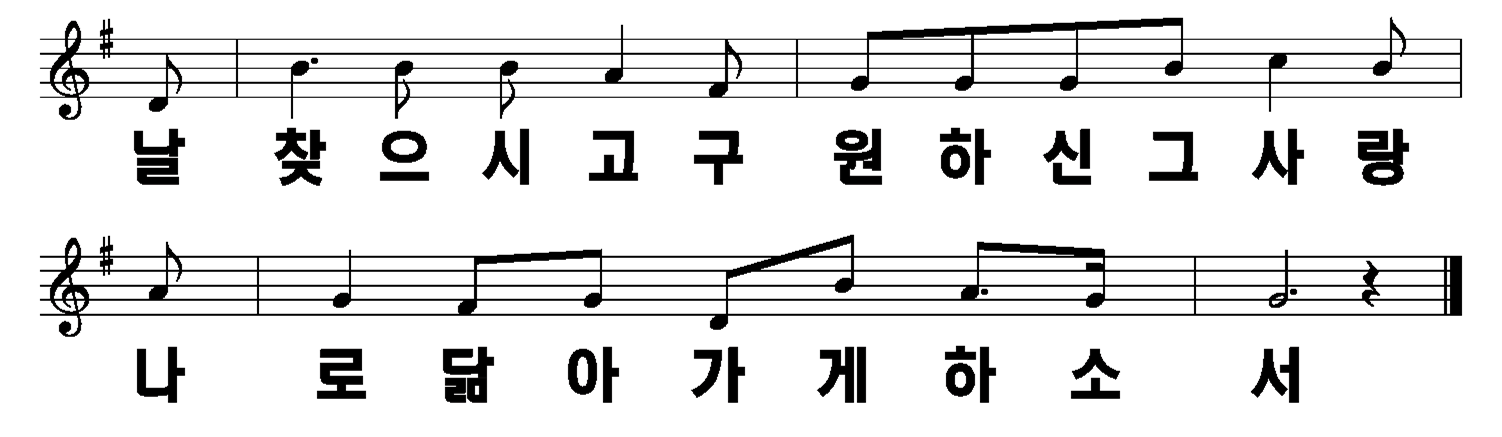 날 찾 으 시 고 구 원 하 신 그 사 랑
나 로 닮 아 가 게 하 소 서